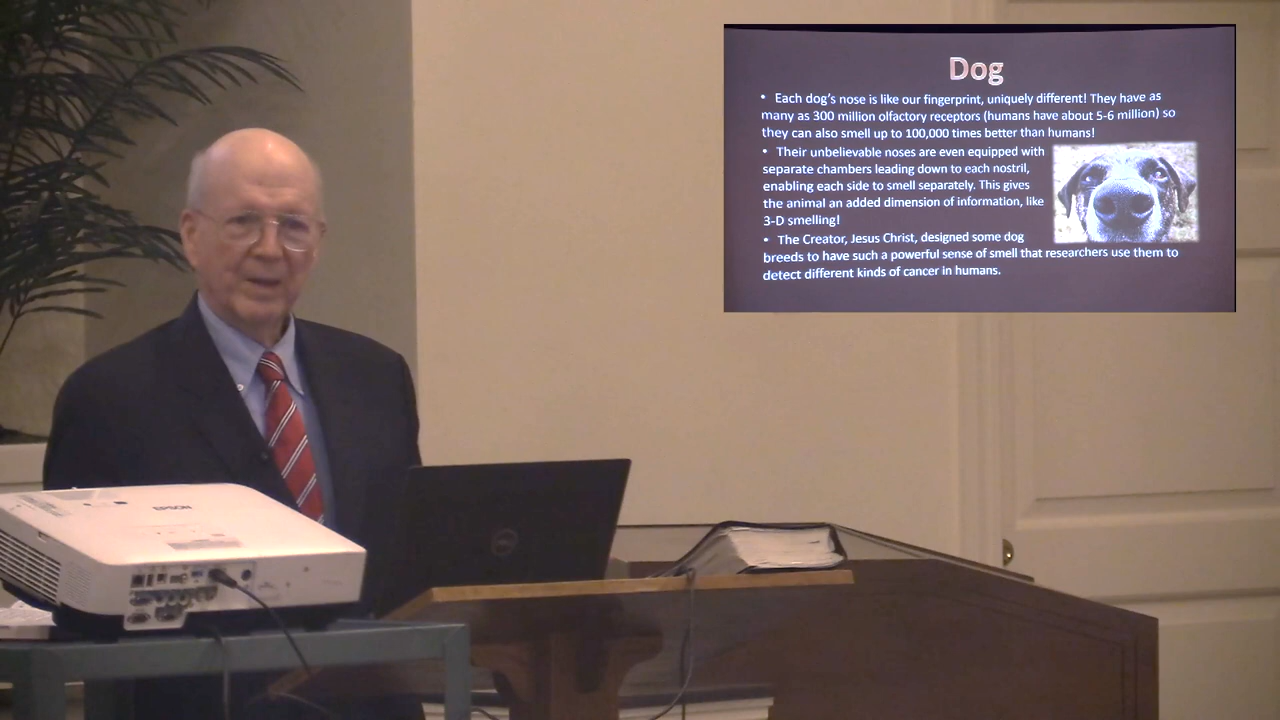 Dog
• Each dog's nose is like our fingerprint, uniquely different! They have as
many as 300 million olfactory receptors (humans have about 5-6 million) so
they can also smell up to 100,000 times better than humans!
• Their unbelievable noses are even equipped with
separate chambers leading down to each nostril,
enabling each side to smell separately. This gives
the animal an added dimension of information, like
3-D smelling!
• The Creator, Jesus Christ, designed some dog
breeds to have such a powerful sense of smell that researchers use them to
detect different kinds of cancer in humans.
EPSON
DELL